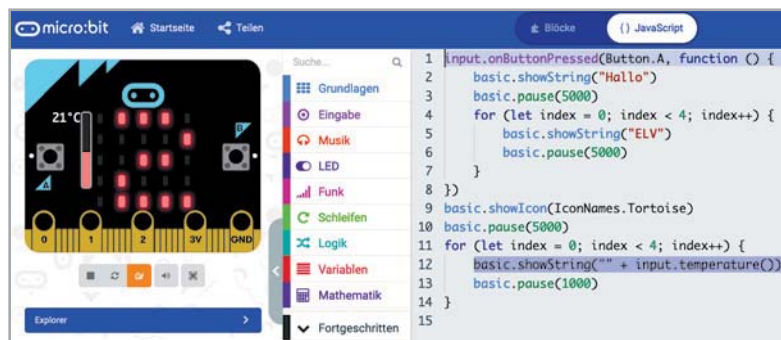 micro:bit Startseite Teilen Blöcke {} JavaScript
21°C
A
B
0 1 2 3V GND
Explorer
Suche...
Grundlagen
Eingabe
Musik
LED
Funk
Schleifen
Logik
Variablen
Mathematik
Fortgeschritten
1 input.onButtonPressed(Button.A, function () {
2 basic.showString("Hallo")
3 basic.pause(5000)
4 for (let index = 0; index < 4; index++) {
5 basic.showString("ELV")
6 basic.pause(5000)
7 }
8 })
9 basic.showIcon(IconNames.Tortoise)
10 basic.pause(5000)
11 for (let index = 0; index < 4; index++) {
12 basic.showString("" + input.temperature())
13 basic.pause(1000)
14 }
15